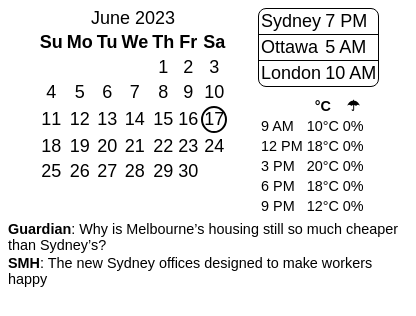 June 2023
Su Mo Tu We Th Fr Sa
1 2 3
4 5 6 7 8 9 10
11 12 13 14 15 16 17
18 19 20 21 22 23 24
25 26 27 28 29 30
Sydney 7 PM
Ottawa 5 AM
London 10 AM
°C ☂
9 AM 10°C 0%
12 PM 18°C 0%
3 PM 20°C 0%
6 PM 18°C 0%
9 PM 12°C 0%
Guardian: Why is Melbourne’s housing still so much cheaper
than Sydney’s?
SMH: The new Sydney offices designed to make workers
happy